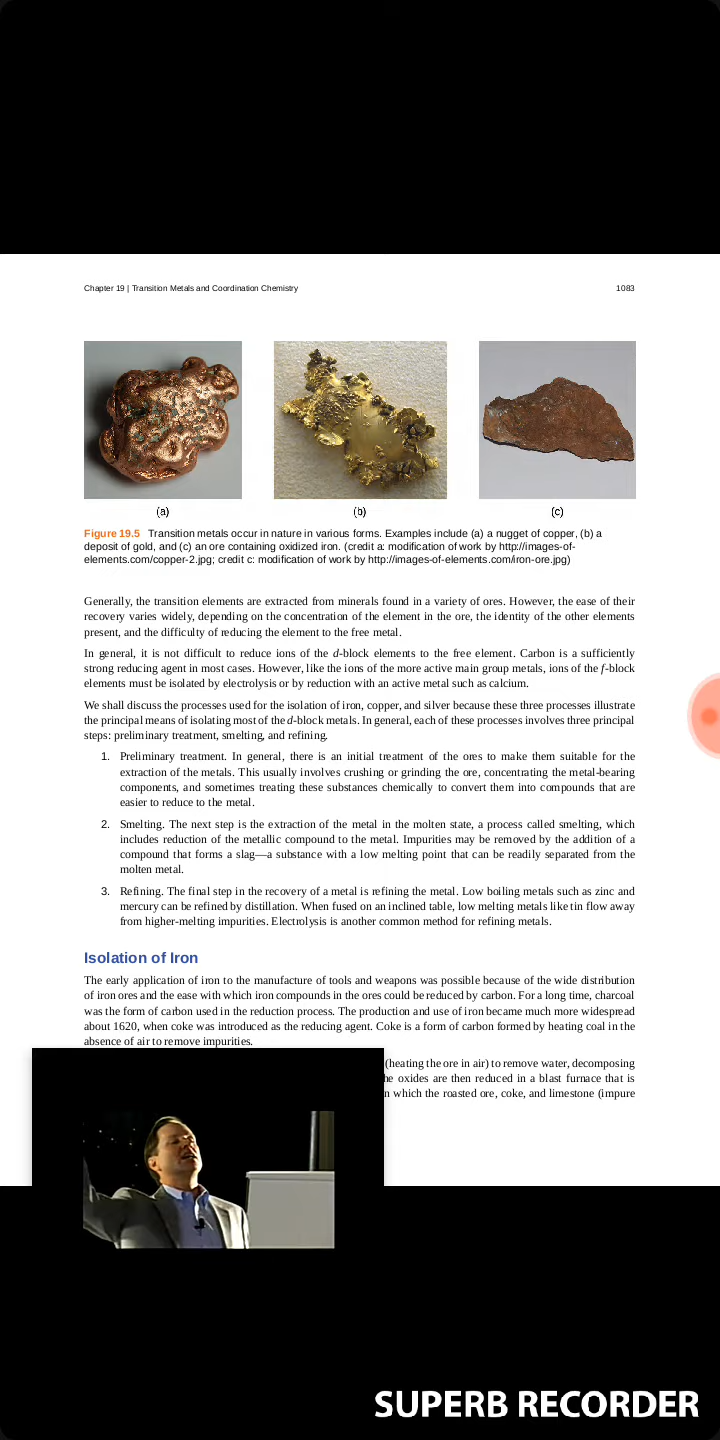 Chapter 19 | Transition Metals and Coordination Chemistry 1083
(a) (b) (c)
Figure 19.5 Transition metals occur in nature in various forms. Examples include (a) a nugget of copper, (b) a
deposit of gold, and (c) an ore containing oxidized iron. (credit a: modification of work by http://images-of-
elements.com/copper-2.jpg; credit c: modification of work by http://images-of-elements.com/iron-ore.jpg)
Generally, the transition elements are extracted from minerals found in a variety of ores. However, the ease of their
recovery varies widely, depending on the concentration of the element in the ore, the identity of the other elements
present, and the difficulty of reducing the element to the free metal.
In general, it is not difficult to reduce ions of the d-block elements to the free element. Carbon is a sufficiently
strong reducing agent in most cases. However, like the ions of the more active main group metals, ions of the f-block
elements must be isolated by electrolysis or by reduction with an active metal such as calcium.
We shall discuss the processes used for the isolation of iron, copper, and silver because these three processes illustrate
the principal means of isolating most of the d-block metals. In general, each of these processes involves three principal
steps: preliminary treatment, smelting, and refining.
1. Preliminary treatment. In general, there is an initial treatment of the ores to make them suitable for the
extraction of the metals. This usually involves crushing or grinding the ore, concentrating the metal-bearing
components, and sometimes treating these substances chemically to convert them into compounds that are
easier to reduce to the metal.
2. Smelting. The next step is the extraction of the metal in the molten state, a process called smelting, which
includes reduction of the metallic compound to the metal. Impurities may be removed by the addition of a
compound that forms a slag—a substance with a low melting point that can be readily separated from the
molten metal.
3. Refining. The final step in the recovery of a metal is refining the metal. Low boiling metals such as zinc and
mercury can be refined by distillation. When fused on an inclined table, low melting metals like tin flow away
from higher-melting impurities. Electrolysis is another common method for refining metals.
Isolation of Iron
The early application of iron to the manufacture of tools and weapons was possible because of the wide distribution
of iron ores and the ease with which iron compounds in the ores could be reduced by carbon. For a long time, charcoal
was the form of carbon used in the reduction process. The production and use of iron became much more widespread
about 1620, when coke was introduced as the reducing agent. Coke is a form of carbon formed by heating coal in the
absence of air to remove impurities.
(heating the ore in air) to remove water, decomposing
he oxides are then reduced in a blast furnace that is
n which the roasted ore, coke, and limestone (impure
SUPERB RECORDER